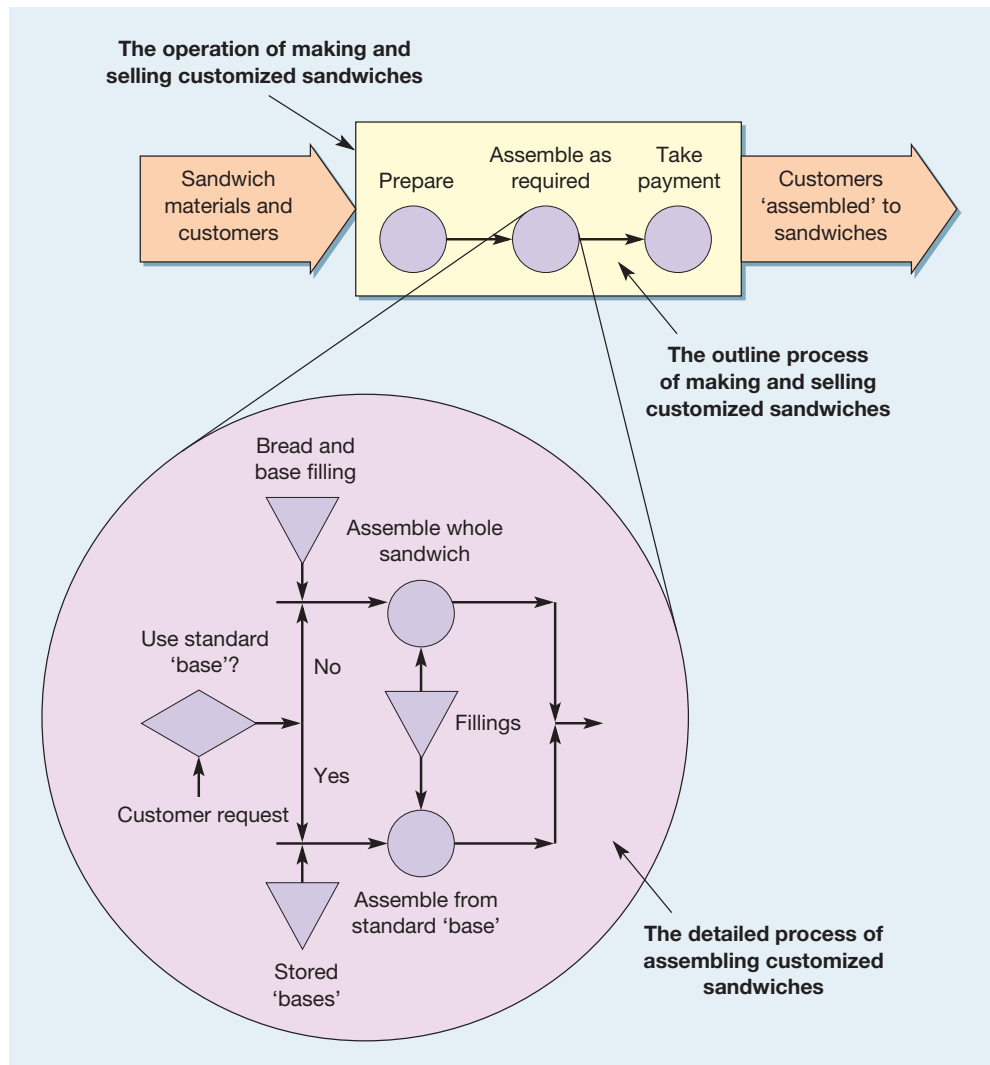 The operation of making and
selling customized sandwiches
Sandwich
materials and
customers
Prepare
Assemble as
required
Take
payment
Customers
‘assembled’ to
sandwiches
The outline process
of making and selling
customized sandwiches
Bread and
base filling
Assemble whole
sandwich
Use standard
‘base’?
No
Fillings
Yes
Customer request
Assemble from
standard ‘base’
Stored
‘bases’
The detailed process of
assembling customized
sandwiches